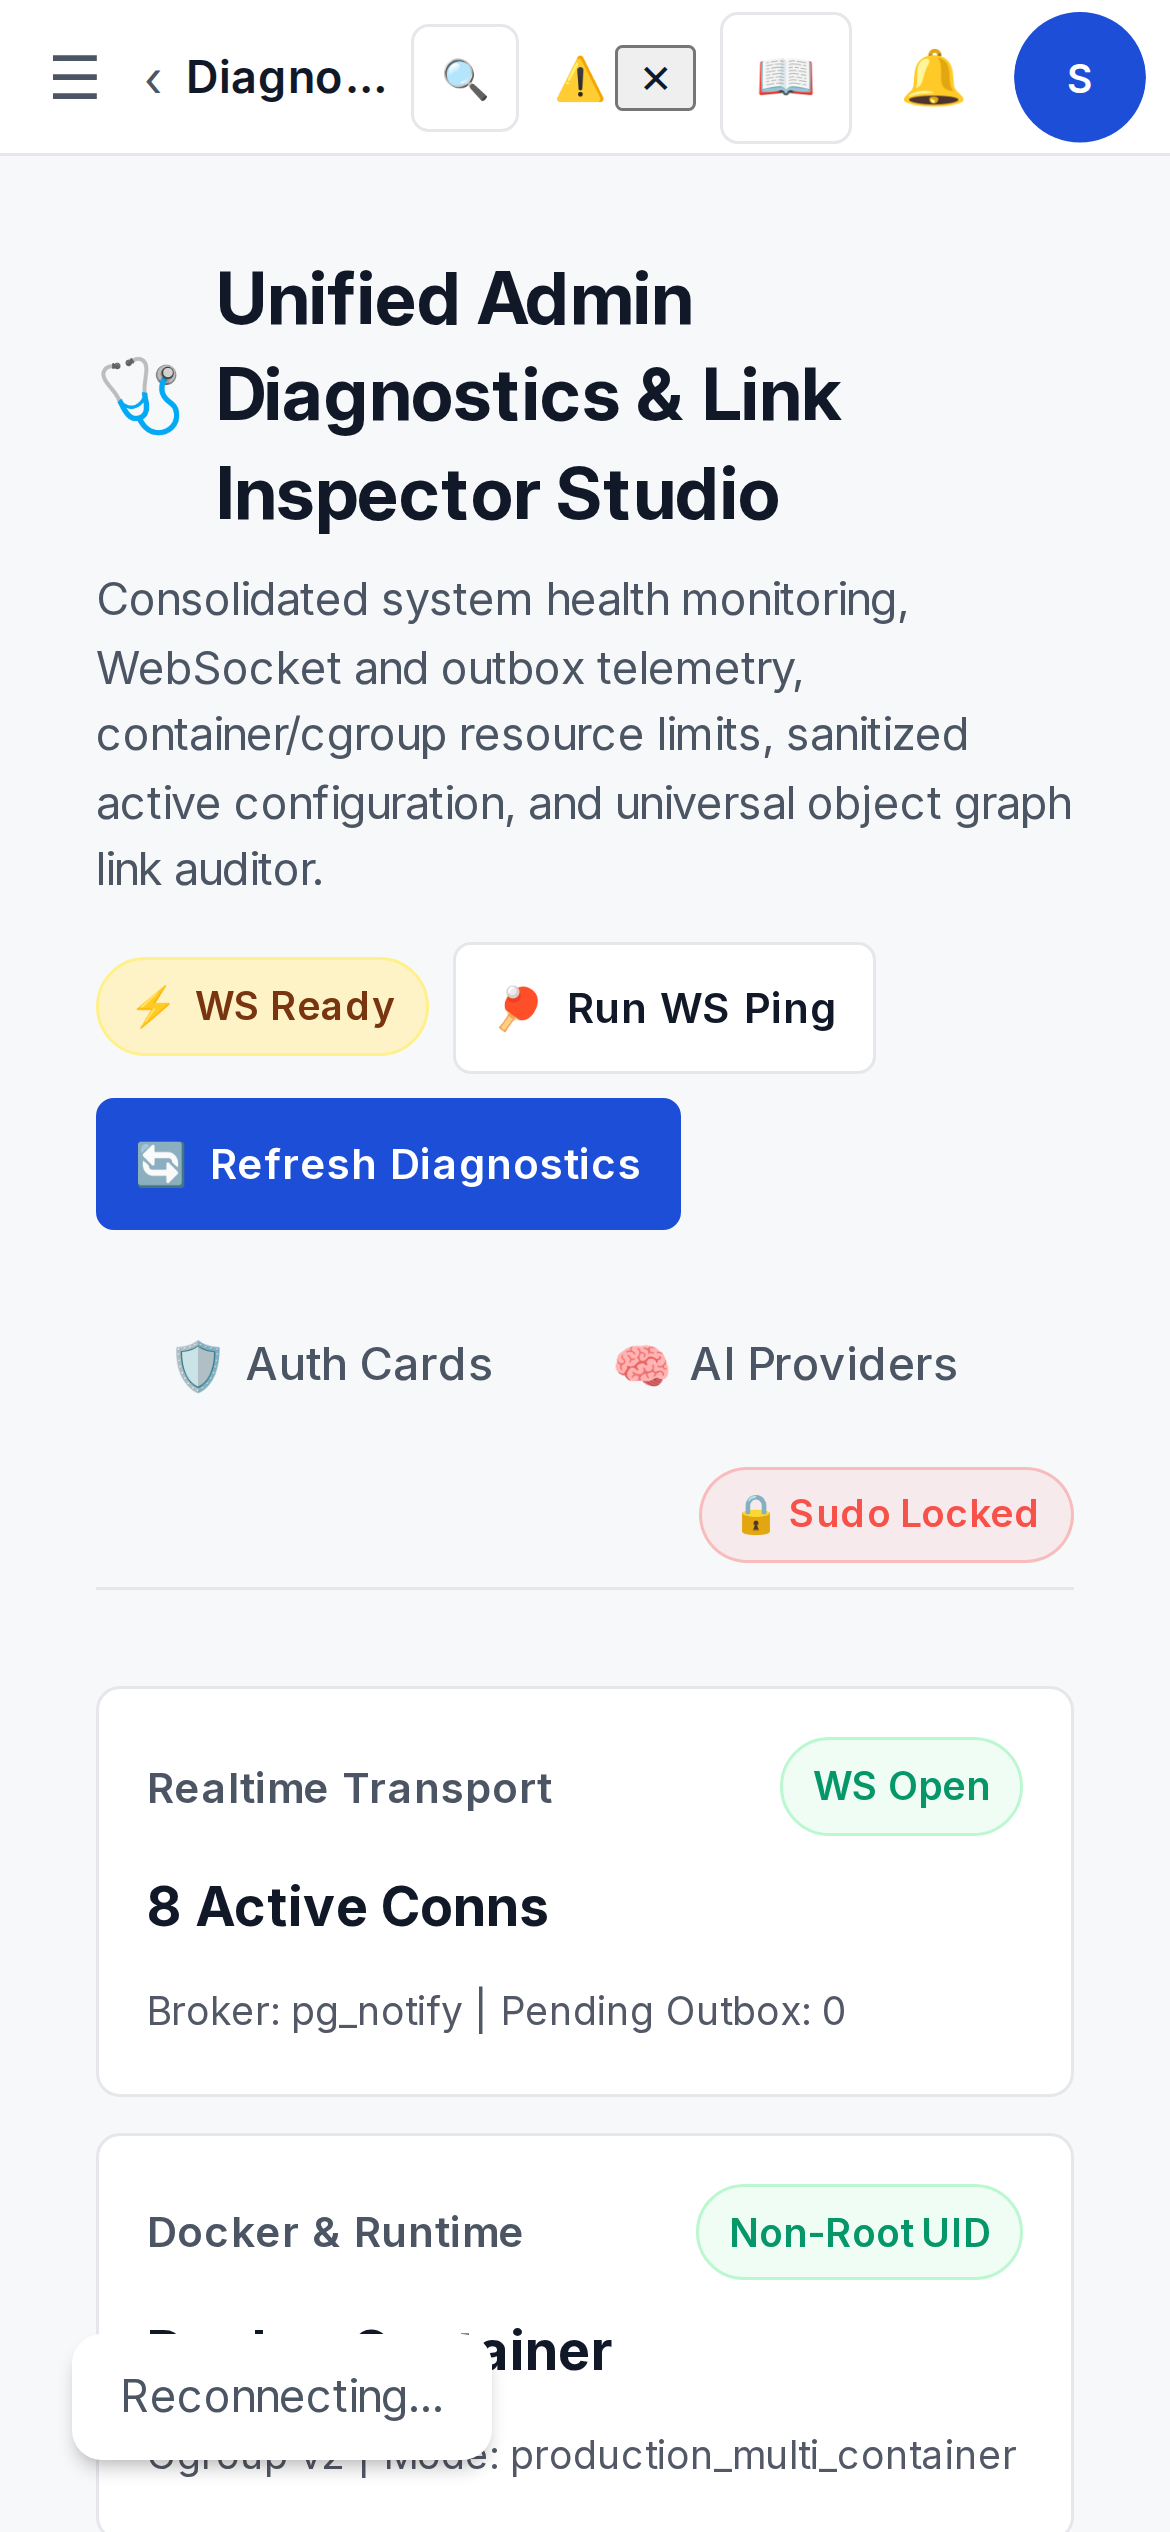 Diagno...
S
Unified Admin
Diagnostics & Link
Inspector Studio
Consolidated system health monitoring,
WebSocket and outbox telemetry,
container/cgroup resource limits, sanitized
active configuration, and universal object graph
link auditor.
WS Ready
Run WS Ping
Refresh Diagnostics
Auth Cards
AI Providers
Sudo Locked
Realtime Transport
WS Open
8 Active Conns
Broker: pg_notify | Pending Outbox: 0
Docker & Runtime
Non-Root UID
Reconnecting...
production_multi_container